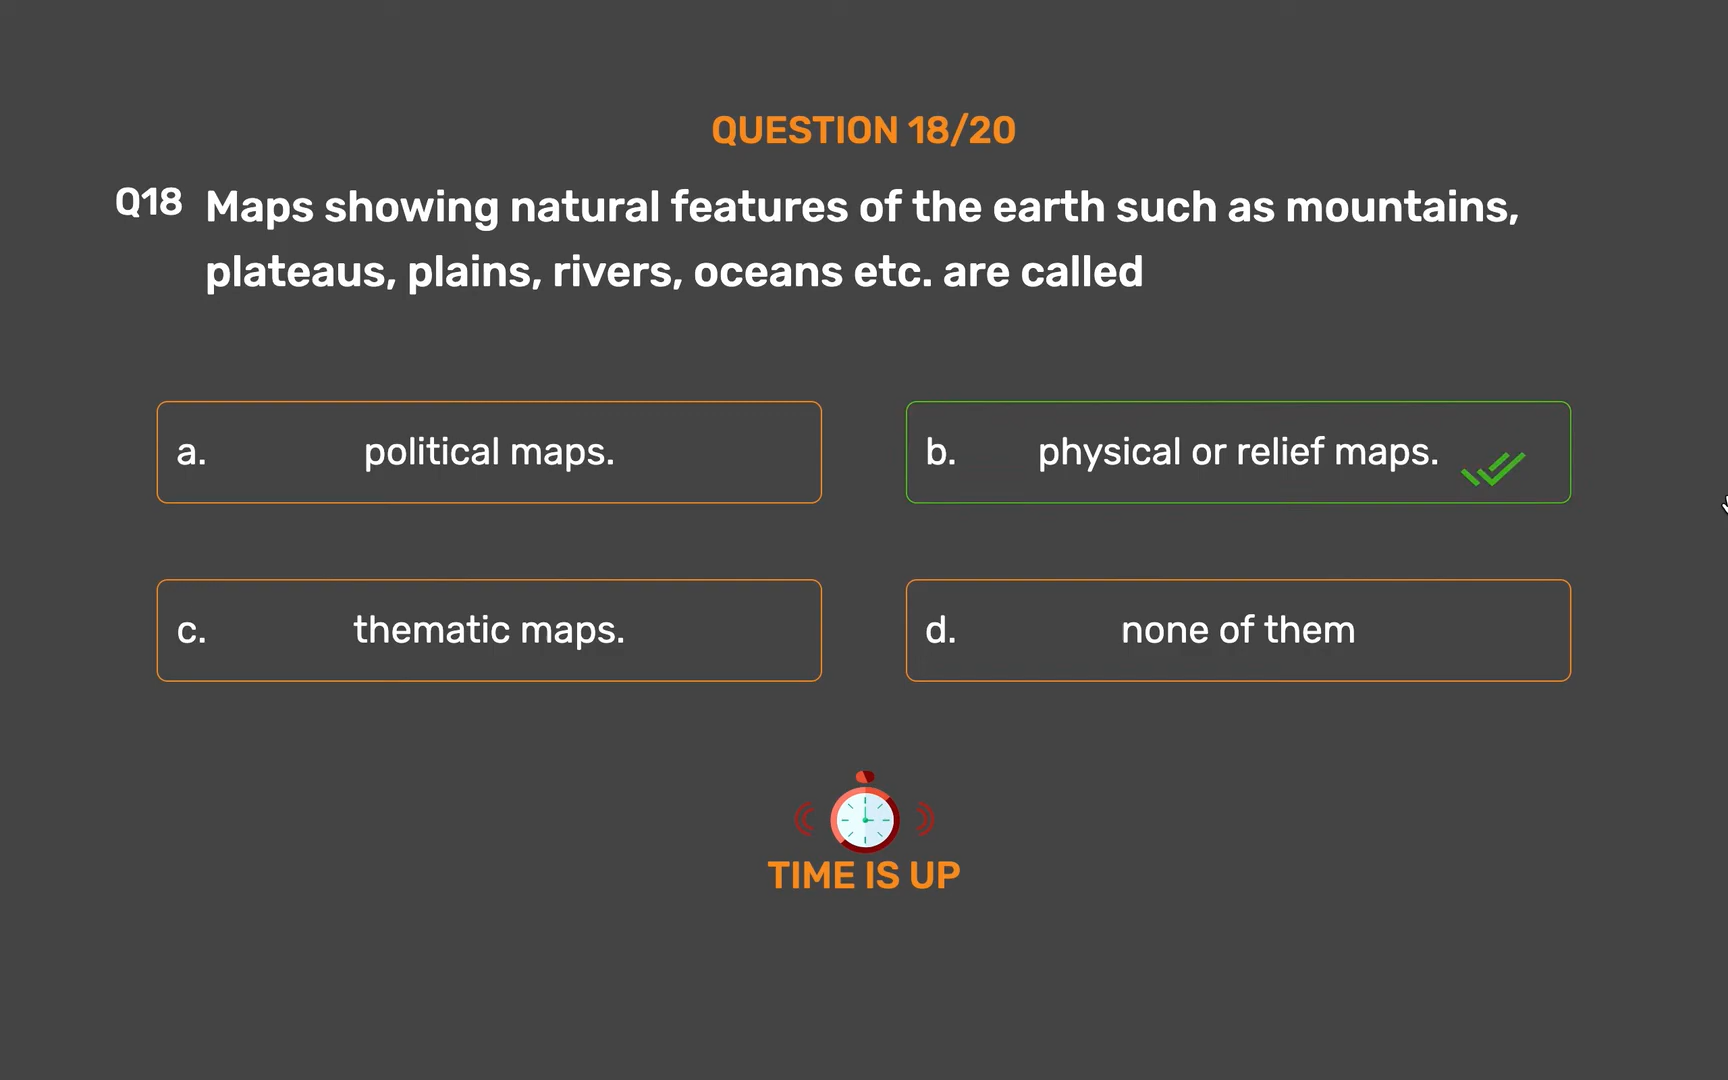 QUESTION 18/20
Q18 Maps showing natural features of the earth such as mountains,
plateaus, plains, rivers, oceans etc. are called
a. political maps.
b. physical or relief maps.
c. thematic maps.
d. none of them
TIME IS UP